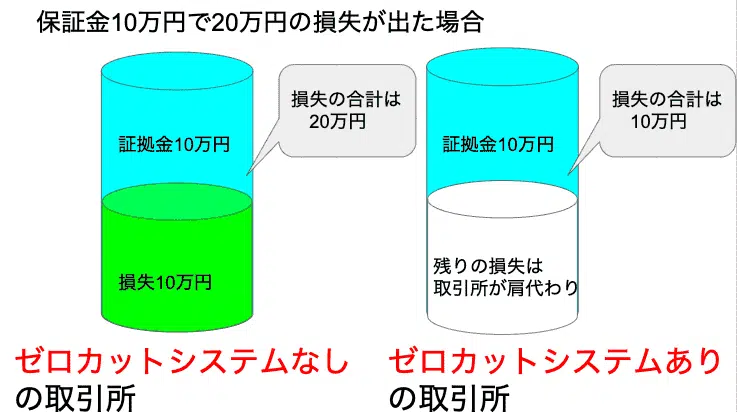 保証金10万円で20万円の損失が出た場合
損失の合計は
20万円
証拠金10万円
損失10万円
損失の合計は
10万円
証拠金10万円
残りの損失は
取引所が肩代わり
ゼロカットシステムなし
の取引所
ゼロカットシステムあり
の取引所